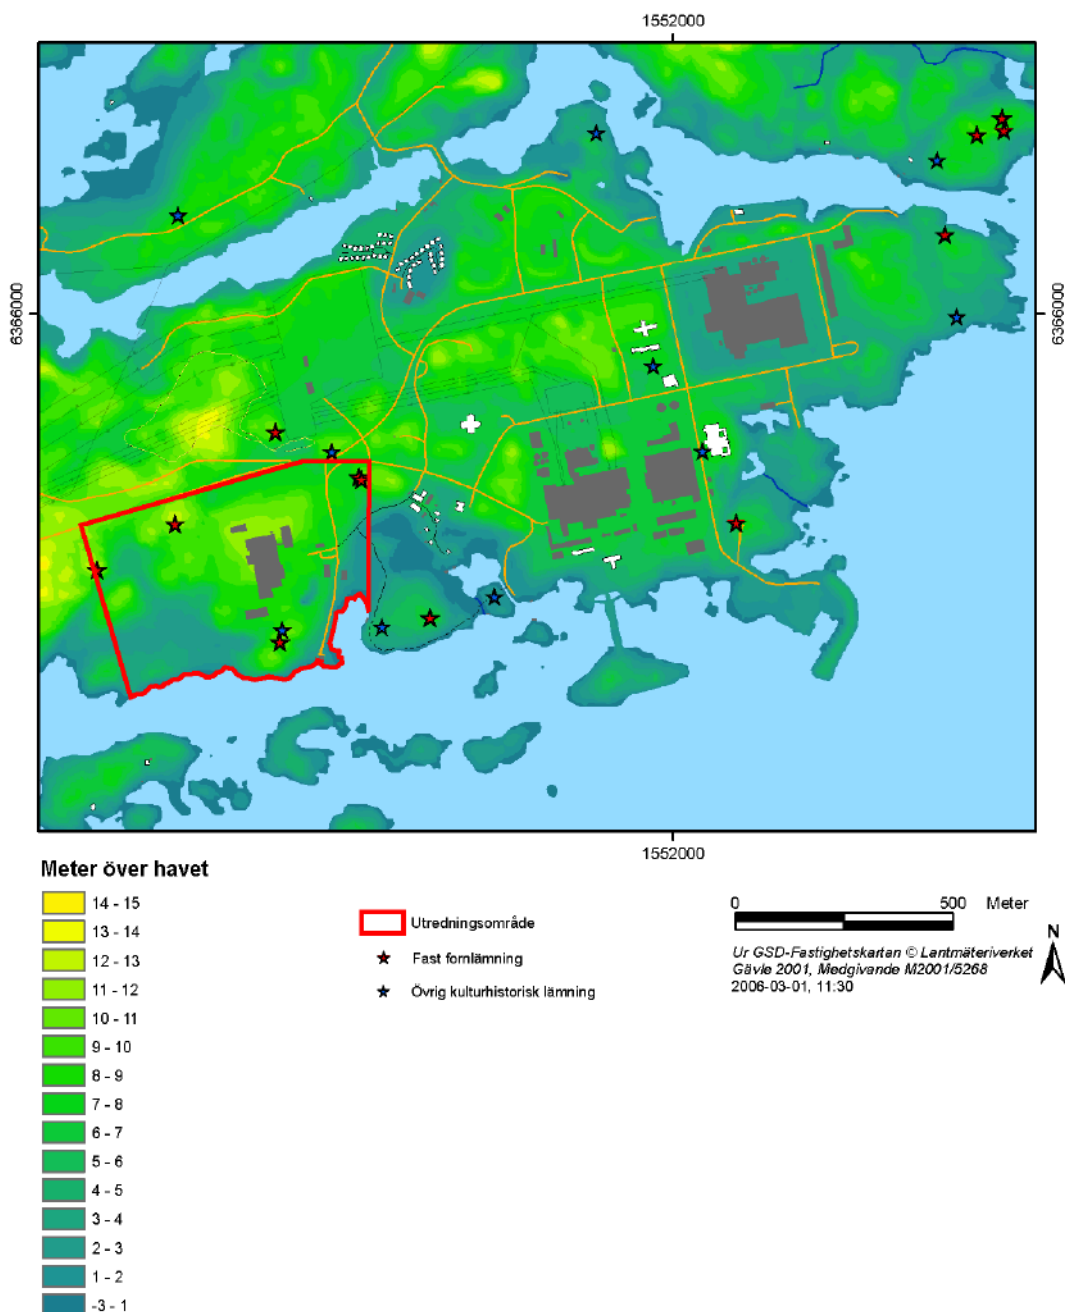 1552000
6366000
6366000
1552000
Meter över havet
14 - 15
13 - 14
12 - 13
11 - 12
10 - 11
9 - 10
8 - 9
7 - 8
6 - 7
5 - 6
4 - 5
3 - 4
2 - 3
1 - 2
-3 - 1
Utredningsområde
Fast fornlämning
Övrig kulturhistorisk lämning
0 500 Meter
Ur GSD-Fastighetskartan © Lantmäteriverket
Gävle 2001, Medgivande M2001/5268
2006-03-01, 11:30
N